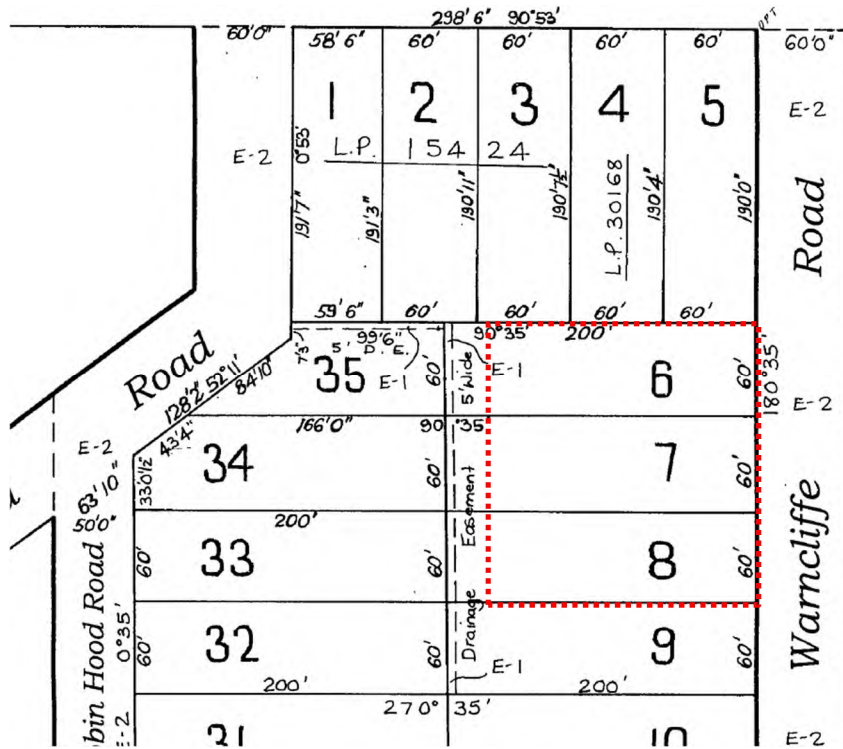 298'6" 90°53'
60'0" 58'6" 60' 60' 60' 60' 60'0"
1 2 3 4 5
E-2
E-2
0°53'
L.P. 15424
L.P. 30168
191'7" 191'3" 190'11" 190'7½" 190'4" 190'0"
Road
59'6" 60' 60' 60' 60'
99'6" 90°35' 200'
5' D. E.
7'3"
35 E-1 60' 5' Wide E-1 6 60' 180°35'
E-2
Road
128'2" 52°11'
84'10"
43'4"
166'0" 90°35'
E-2
34 60' 7 60'
33'0½"
63'10"
50'0"
200'
Easement
60' 33 60' 8 60'
Warncliffe
bin Hood Road
0°35'
60' 32 60' Drainage 9 60'
E-1
200' 200'
270° 35'
E-2 31 10 E-2